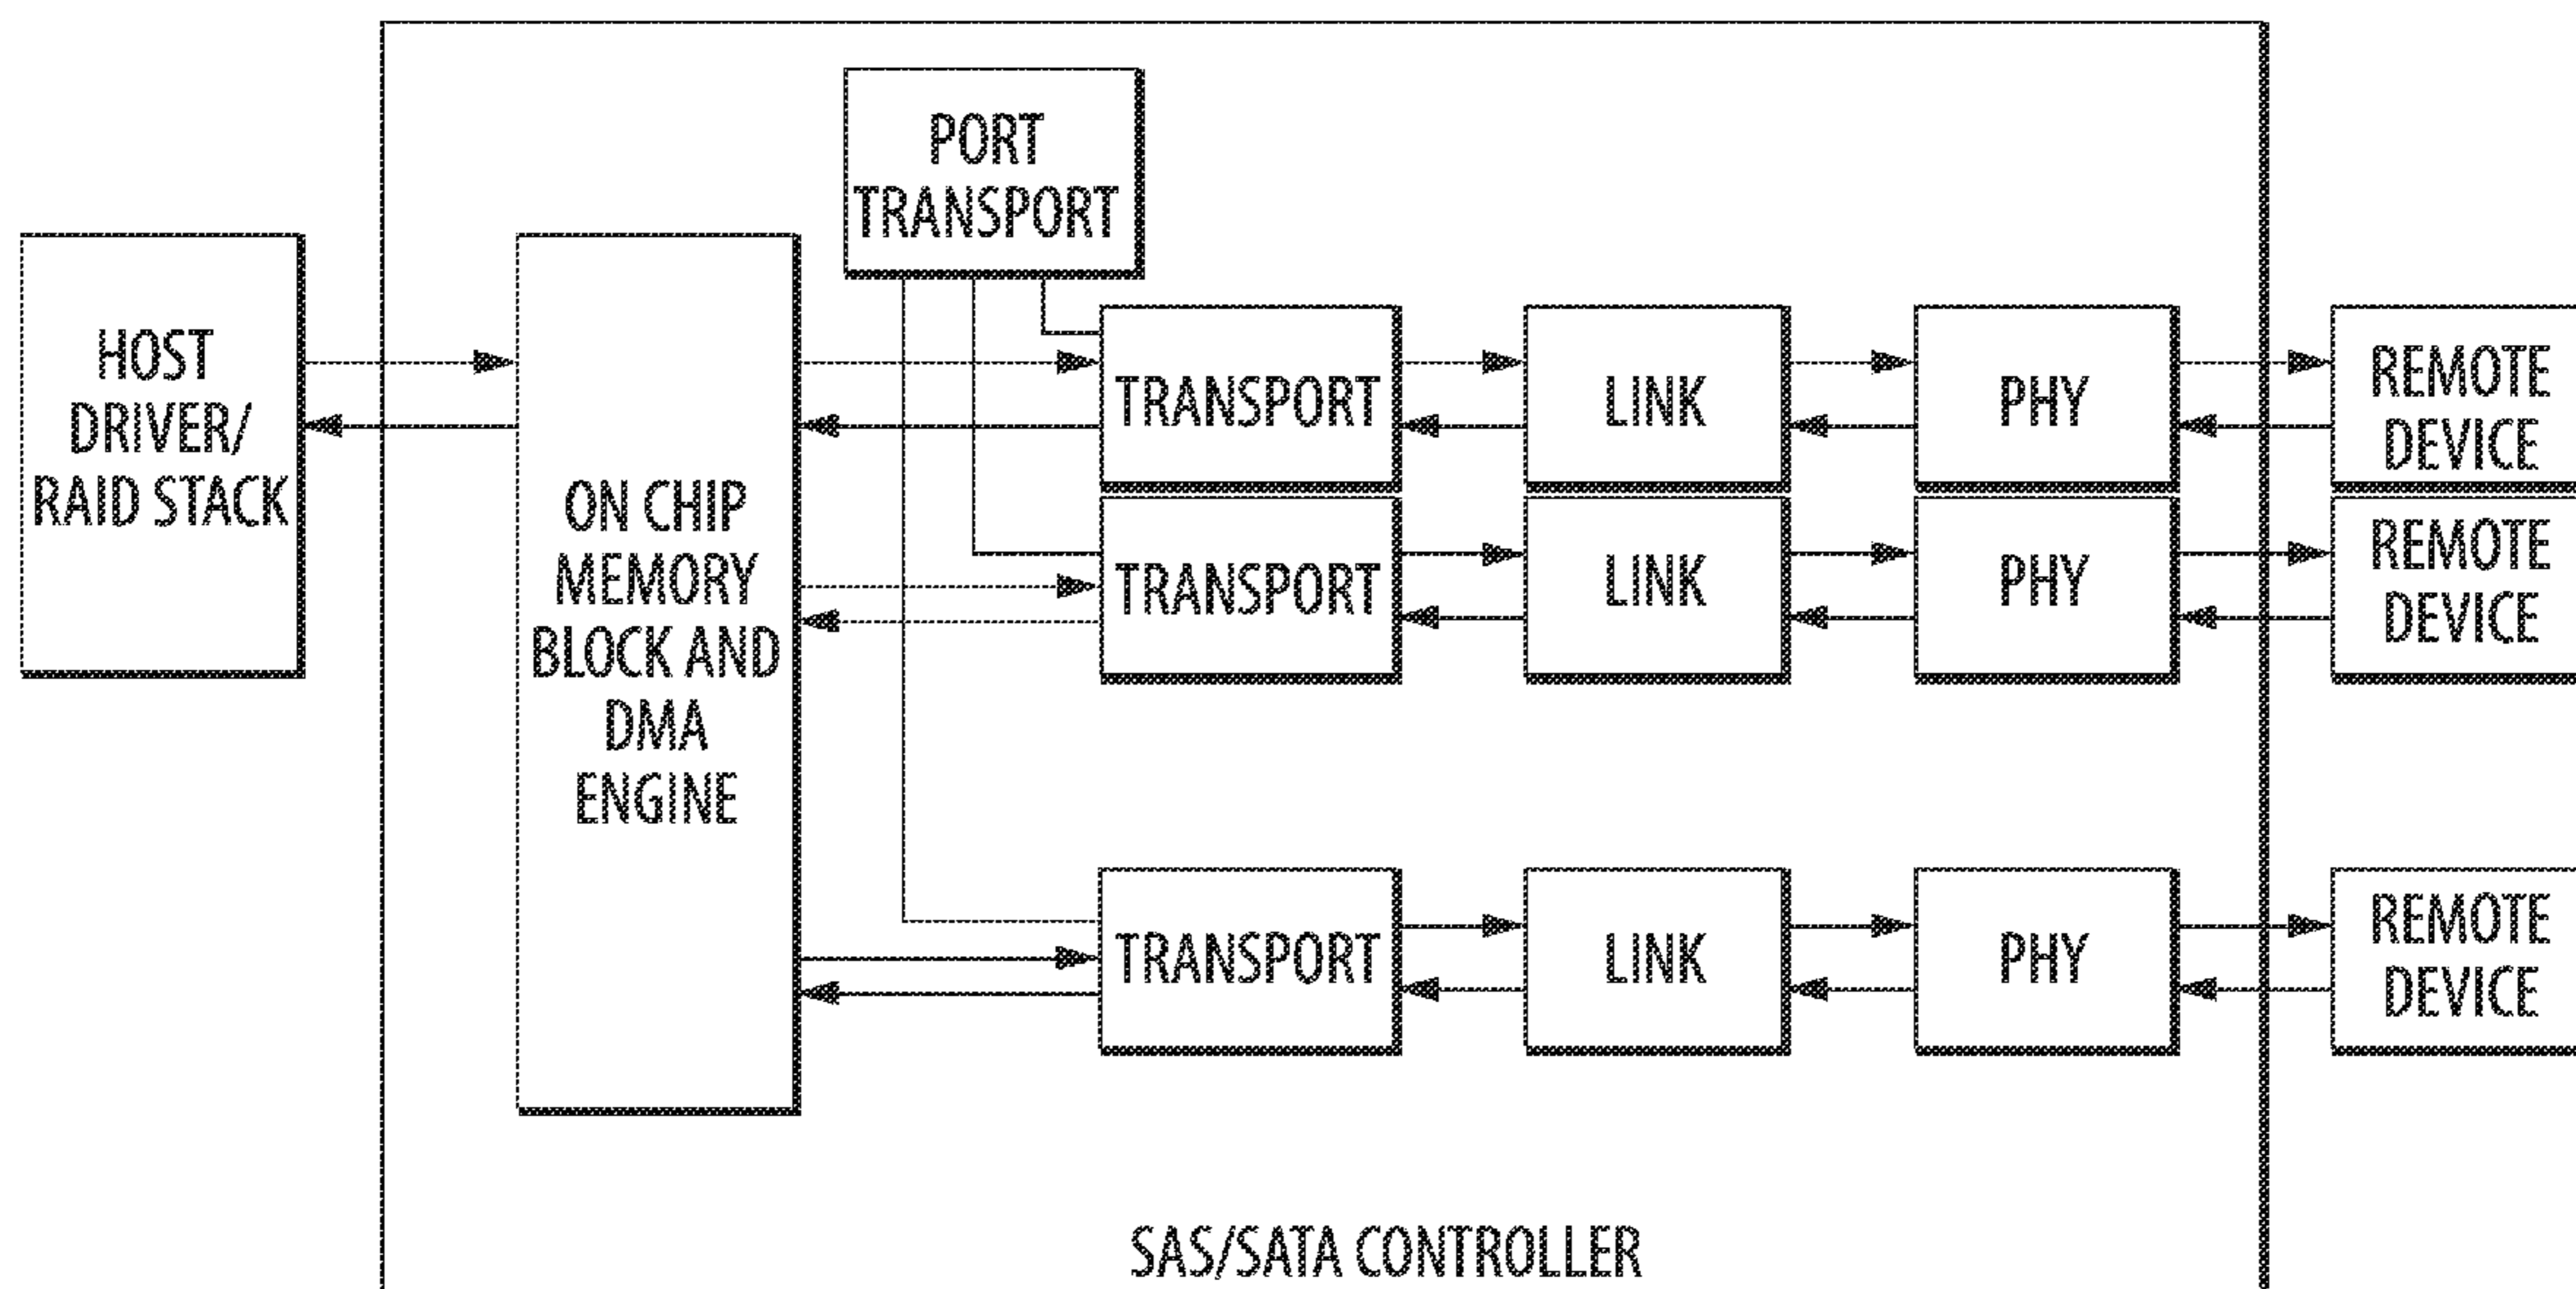 PORT
TRANSPORT
HOST
DRIVER/
RAID STACK
ON CHIP
MEMORY
BLOCK AND
DMA
ENGINE
TRANSPORT
LINK
PHY
REMOTE
DEVICE
TRANSPORT
LINK
PHY
REMOTE
DEVICE
TRANSPORT
LINK
PHY
REMOTE
DEVICE
SAS/SATA CONTROLLER